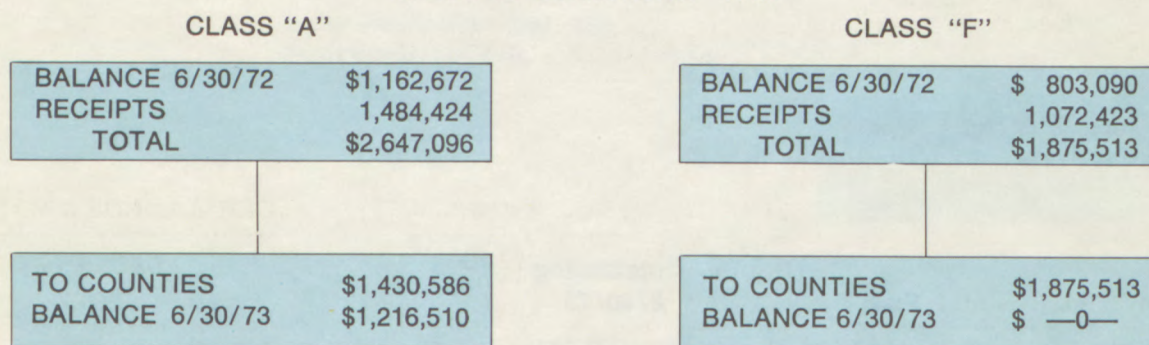 CLASS "A"
BALANCE 6/30/72 $1,162,672
RECEIPTS 1,484,424
TOTAL $2,647,096
TO COUNTIES $1,430,586
BALANCE 6/30/73 $1,216,510
CLASS "F"
BALANCE 6/30/72 $ 803,090
RECEIPTS 1,072,423
TOTAL $1,875,513
TO COUNTIES $1,875,513
BALANCE 6/30/73 $ —0—